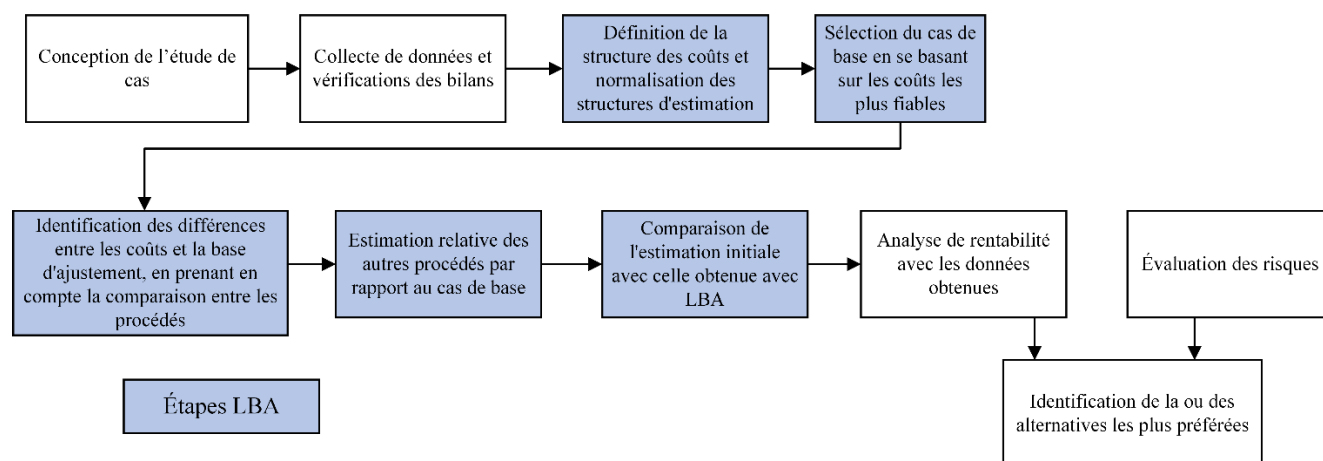 Conception de l'étude de
cas
Collecte de données et
vérifications des bilans
Définition de la
structure des coûts et
normalisation des
structures d'estimation
Sélection du cas de
base en se basant
sur les coûts les
plus fiables
Identification des différences
entre les coûts et la base
d'ajustement, en prenant en
compte la comparaison entre les
procédés
Estimation relative des
autres procédés par
rapport au cas de base
Comparaison de
l'estimation initiale
avec celle obtenue avec
LBA
Analyse de rentabilité
avec les données
obtenues
Évaluation des risques
Étapes LBA
Identification de la ou des
alternatives les plus préférées